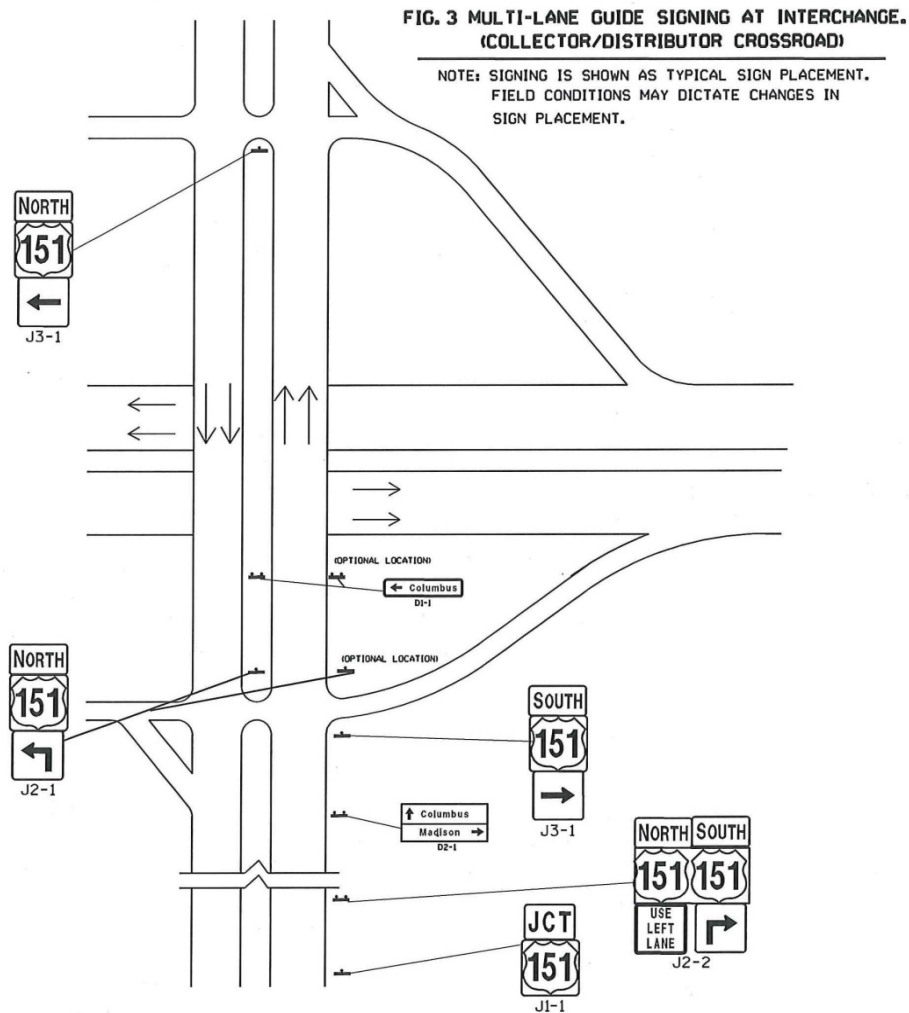 FIG. 3 MULTI-LANE GUIDE SIGNING AT INTERCHANGE.
(COLLECTOR/DISTRIBUTOR CROSSROAD)
NOTE: SIGNING IS SHOWN AS TYPICAL SIGN PLACEMENT.
FIELD CONDITIONS MAY DICTATE CHANGES IN
SIGN PLACEMENT.
NORTH
151
J3-1
(OPTIONAL LOCATION)
Columbus
D1-1
(OPTIONAL LOCATION)
NORTH
151
J2-1
SOUTH
151
J3-1
Columbus
Madison
D2-1
NORTH SOUTH
151 151
USE
LEFT
LANE
J2-2
JCT
151
J1-1